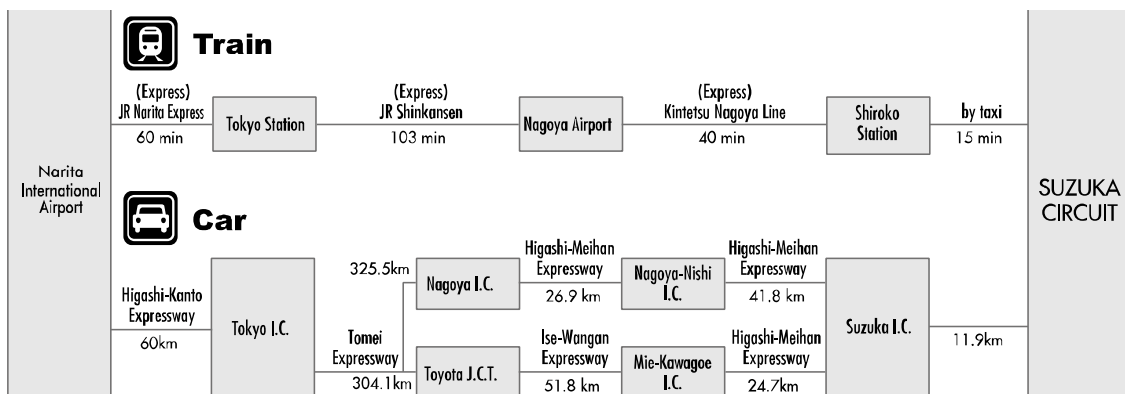 Train
(Express)
JR Narita Express
60 min
Tokyo Station
(Express)
JR Shinkansen
103 min
Nagoya Airport
(Express)
Kintetsu Nagoya Line
40 min
Shiroko
Station
by taxi
15 min
Narita
International
Airport
SUZUKA
CIRCUIT
Car
Higashi-Kanto
Expressway
60km
Tokyo I.C.
325.5km
Nagoya I.C.
Higashi-Meihan
Expressway
26.9 km
Nagoya-Nishi
I.C.
Higashi-Meihan
Expressway
41.8 km
Tomei
Expressway
304.1km
Toyota J.C.T.
Ise-Wangan
Expressway
51.8 km
Mie-Kawagoe
I.C.
Higashi-Meihan
Expressway
24.7km
Suzuka I.C.
11.9km